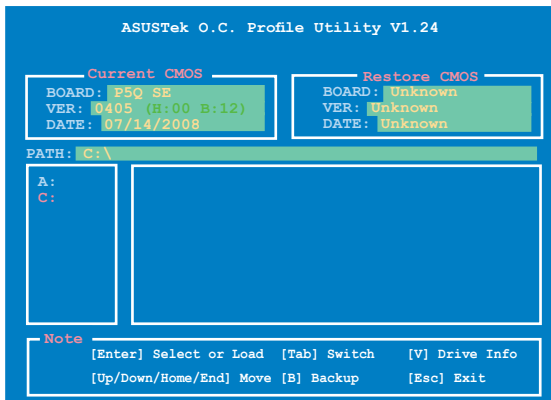 ASUSTek O.C. Profile Utility V1.24
Current CMOS
BOARD: P5Q SE
VER: 0405 (H:00 B:12)
DATE: 07/14/2008
Restore CMOS
BOARD: Unknown
VER: Unknown
DATE: Unknown
PATH: C:\
A:
C:
Note
[Enter] Select or Load [Tab] Switch [V] Drive Info
[Up/Down/Home/End] Move [B] Backup [Esc] Exit